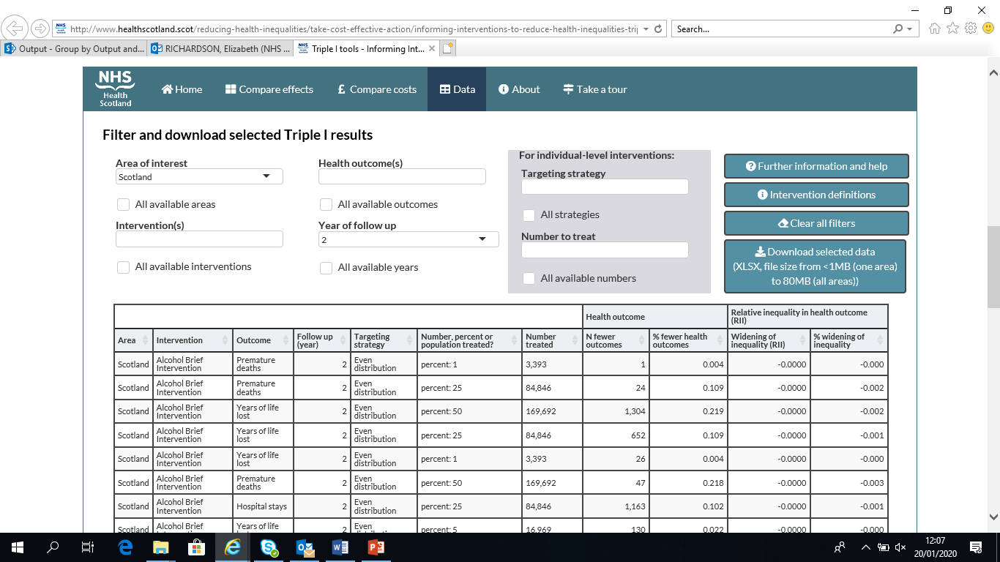 http://www.healthscotland.scot/reducing-health-inequalities/take-cost-effective-action/informing-interventions-to-reduce-health-inequalities-trip
Search...
Output - Group by Output and...
RICHARDSON, Elizabeth (NHS ...
Triple I tools - Informing Int...
NHS
Health
Scotland
Home
Compare effects
£ Compare costs
Data
About
Take a tour
Filter and download selected Triple I results
Area of interest
Scotland
All available areas
Intervention(s)
All available interventions
Health outcome(s)
All available outcomes
Year of follow up
2
All available years
For individual-level interventions:
Targeting strategy
All strategies
Number to treat
All available numbers
Further information and help
Intervention definitions
Clear all filters
Download selected data
(XLSX, file size from <1MB (one area)
to 80MB (all areas))
Health outcome
Relative inequality in health outcome
(RII)
Area Intervention Outcome Follow up (year) Targeting strategy Number, percent or population treated? Number treated N fewer outcomes % fewer health outcomes Widening of inequality (RII) % widening of inequality
Scotland Alcohol Brief Intervention Premature deaths 2 Even distribution percent: 1 3,393 1 0.004 -0.0000 -0.000
Scotland Alcohol Brief Intervention Premature deaths 2 Even distribution percent: 25 84,846 24 0.109 -0.0000 -0.002
Scotland Alcohol Brief Intervention Years of life lost 2 Even distribution percent: 50 169,692 1,304 0.219 -0.0000 -0.002
Scotland Alcohol Brief Intervention Years of life lost 2 Even distribution percent: 25 84,846 652 0.109 -0.0000 -0.001
Scotland Alcohol Brief Intervention Years of life lost 2 Even distribution percent: 1 3,393 26 0.004 -0.0000 -0.000
Scotland Alcohol Brief Intervention Premature deaths 2 Even distribution percent: 50 169,692 47 0.218 -0.0000 -0.003
Scotland Alcohol Brief Intervention Hospital stays 2 Even distribution percent: 25 84,846 1,163 0.102 -0.0000 -0.001
Scotland Alcohol Brief Years of life 2 Even percent: 5 16,969 130 0.022 -0.0000 -0.000
12:07
20/01/2020